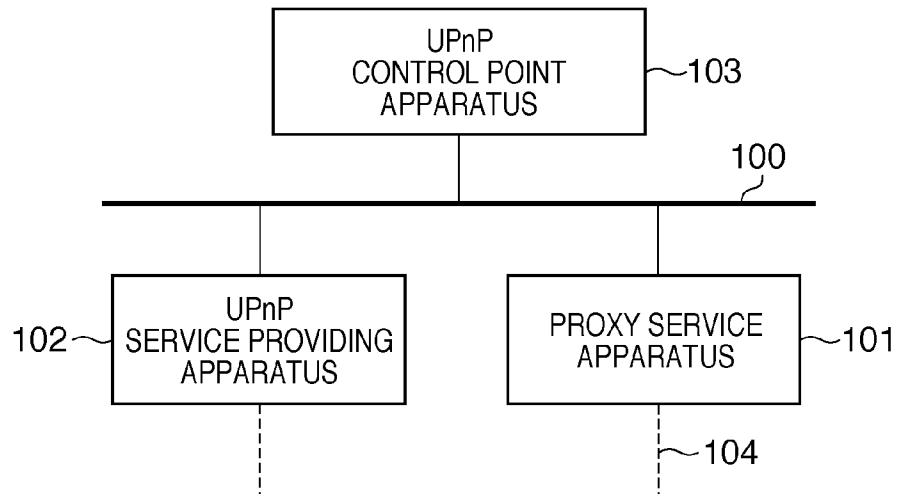 UPnP
CONTROL POINT
APPARATUS
103
100
UPnP
SERVICE PROVIDING
APPARATUS
102
PROXY SERVICE
APPARATUS
101
104